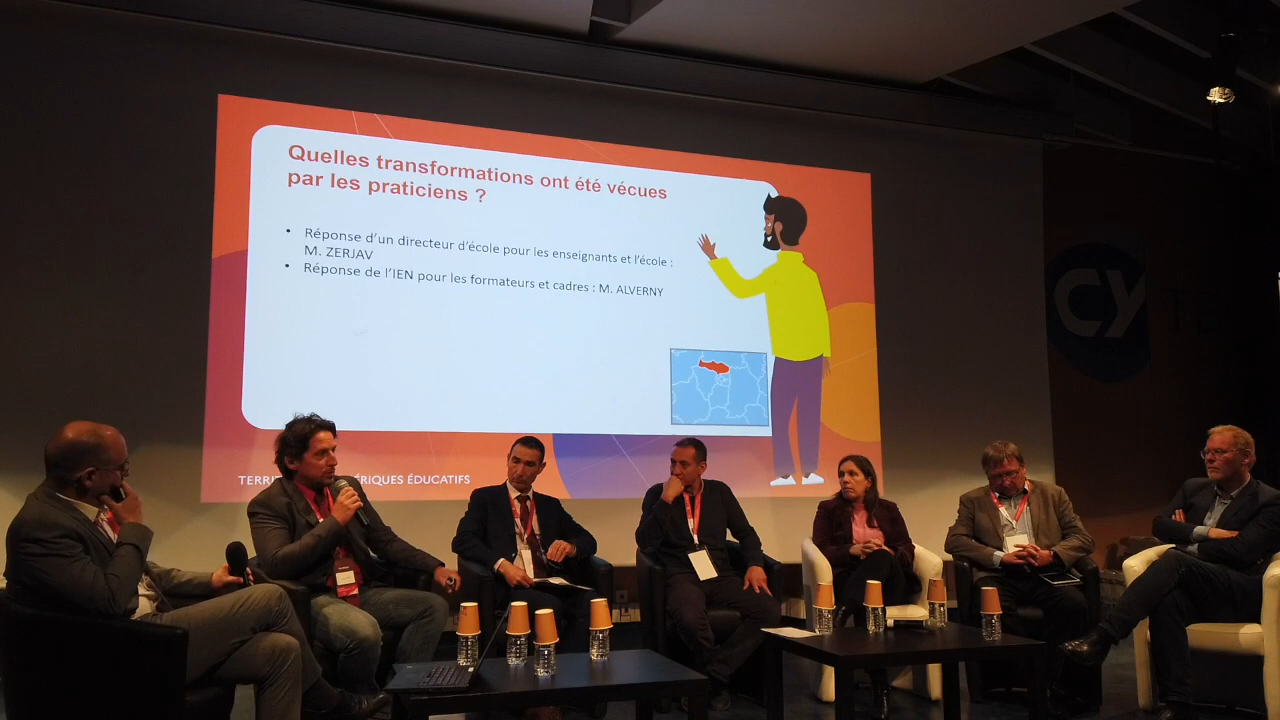 Quelles transformations ont été vécues
par les praticiens ?
• Réponse d'un directeur d'école pour les enseignants et l'école :
M. ZERJAV
• Réponse de l'IEN pour les formateurs et cadres : M. ALVERNY
ÉDUCATIFS
CY